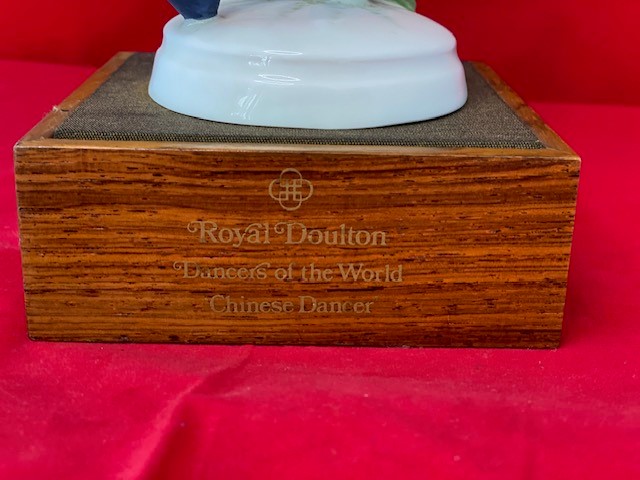 Royal Doulton
Dancers of the World
Chinese Dancer